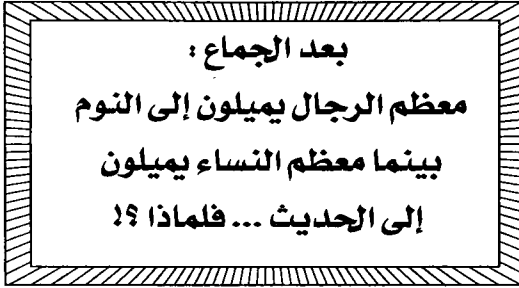 بعد الجماع :
معظم الرجال يميلون إلى النوم
بينما معظم النساء يميلون
إلى الحديث ... فلماذا ؟!